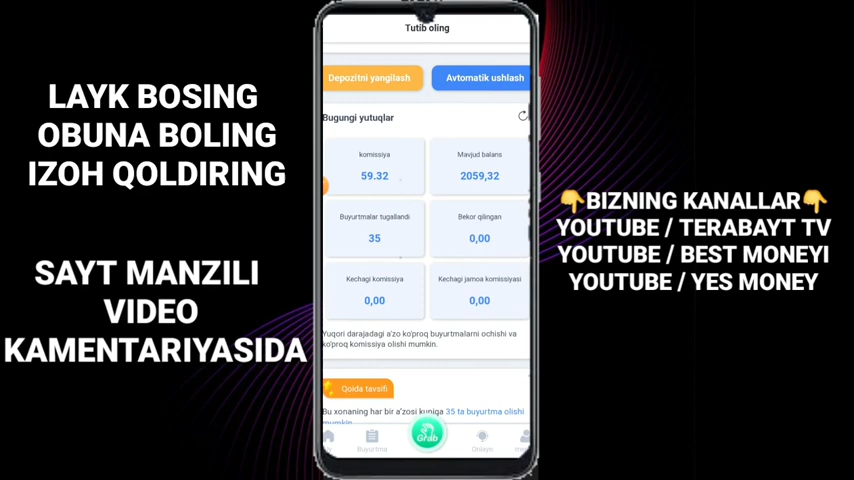 LAYK BOSING
OBUNA BOLING
IZOH QOLDIRING
SAYT MANZILI
VIDEO
KAMENTARIYASIDA
Tutib oling
Depozitni yangilash
Avtomatik ushlash
Bugungi yutuqlar
komissiya
59.32
Mavjud balans
2059,32
Buyurtmalar tugallandi
35
Bekor qilingan
0,00
Kechagi komissiya
0,00
Kechagi jamoa komissiyasi
0,00
Yuqori darajadagi a'zo ko'proq buyurtmalarni ochishi va
ko'proq komissiya olishi mumkin.
Qoida tavsifi
Bu xonaning har bir a'zosi kuniga 35 ta buyurtma olishi
mumkin
Buyurtma
Grab
Onlayn
👇BIZNING KANALLAR👇
YOUTUBE / TERABAYT TV
YOUTUBE / BEST MONEYI
YOUTUBE / YES MONEY